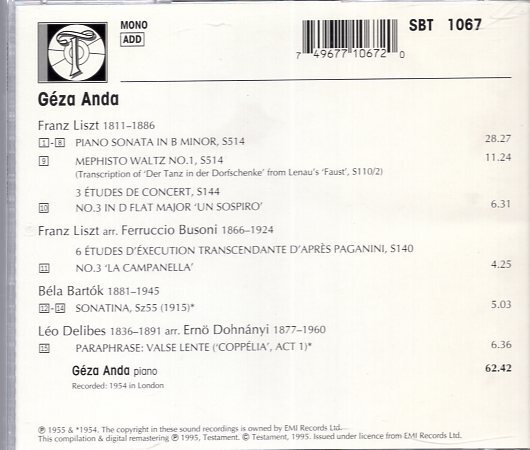 MONO
ADD
7 49677 10672 0
SBT 1067
Géza Anda
Franz Liszt 1811–1886
1-8 PIANO SONATA IN B MINOR, S514 28.27
9 MEPHISTO WALTZ NO.1, S514 11.24
(Transcription of 'Der Tanz in der Dorfschenke' from Lenau's 'Faust', S110/2)
3 ÉTUDES DE CONCERT, S144
10 NO.3 IN D FLAT MAJOR 'UN SOSPIRO' 6.31
Franz Liszt arr. Ferruccio Busoni 1866–1924
6 ÉTUDES D'ÉXECUTION TRANSCENDANTE D'APRÈS PAGANINI, S140
11 NO.3 'LA CAMPANELLA' 4.25
Béla Bartók 1881–1945
12-14 SONATINA, Sz55 (1915)* 5.03
Léo Delibes 1836–1891 arr. Ernö Dohnányi 1877–1960
15 PARAPHRASE: VALSE LENTE ('COPPÉLIA', ACT 1)* 6.36
Géza Anda piano 62.42
Recorded: 1954 in London
℗ 1955 & *1954. The copyright in these sound recordings is owned by EMI Records Ltd.
This compilation & digital remastering ℗ 1995, Testament. © Testament, 1995. Issued under licence from EMI Records Ltd.